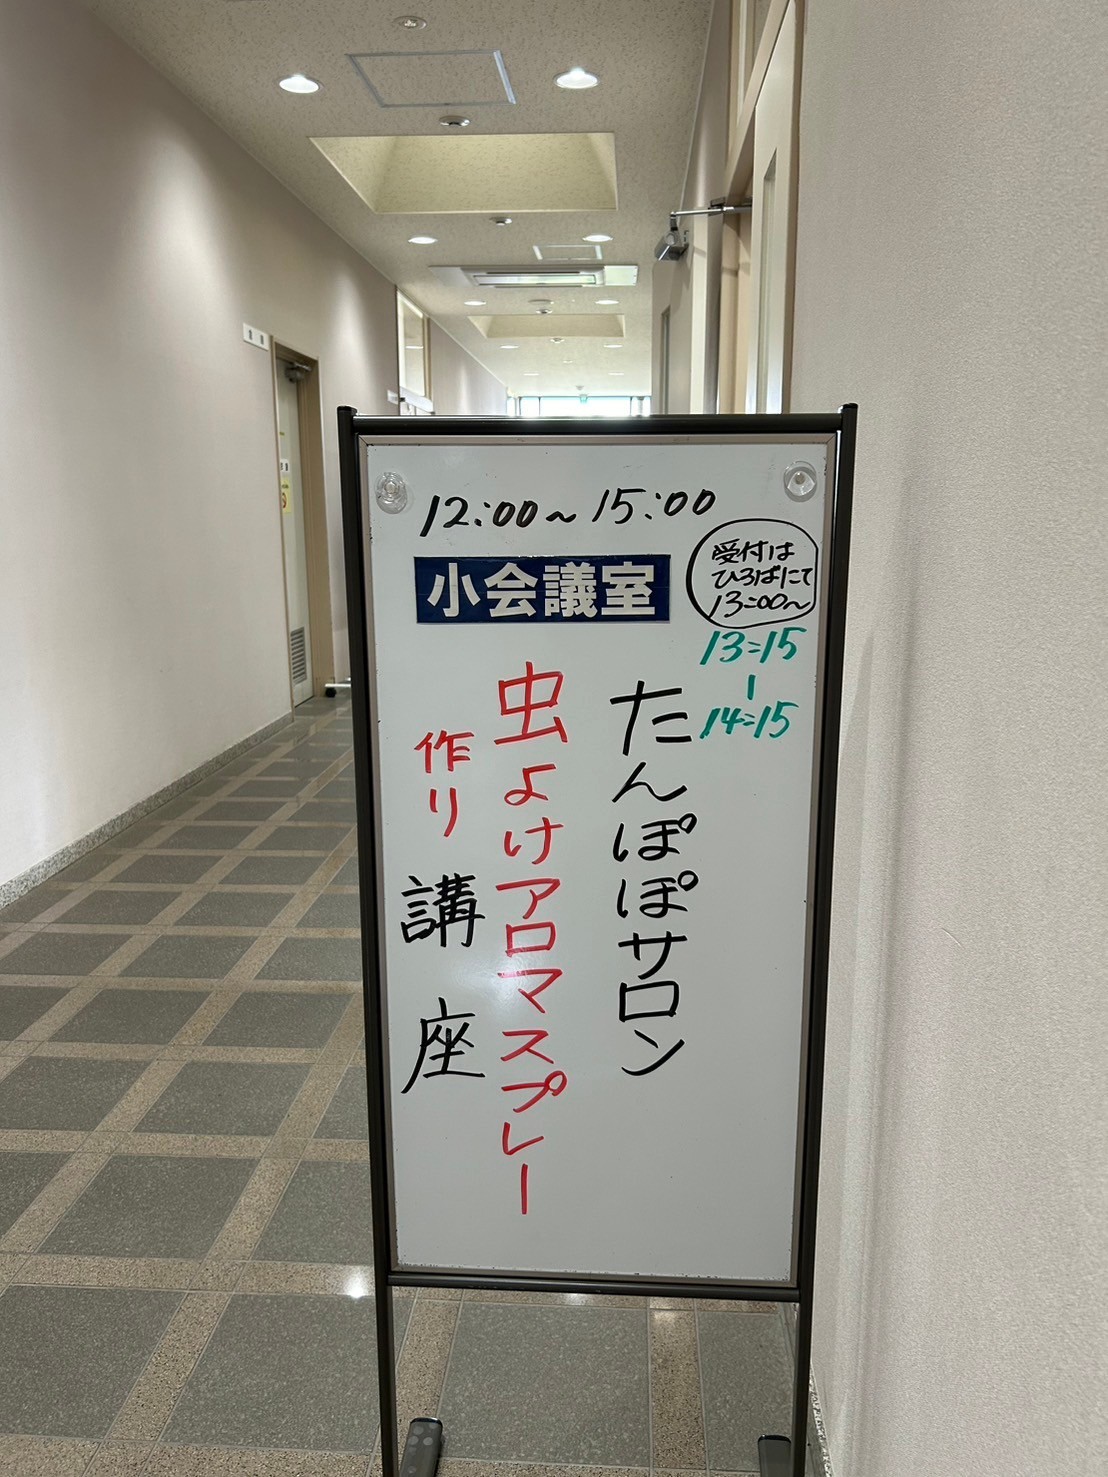 12:00~15:00
小会議室
受付は
ひろばにて
13:00~
13:15
|
14:15
たんぽぽサロン
虫よけアロマスプレー
作り講座